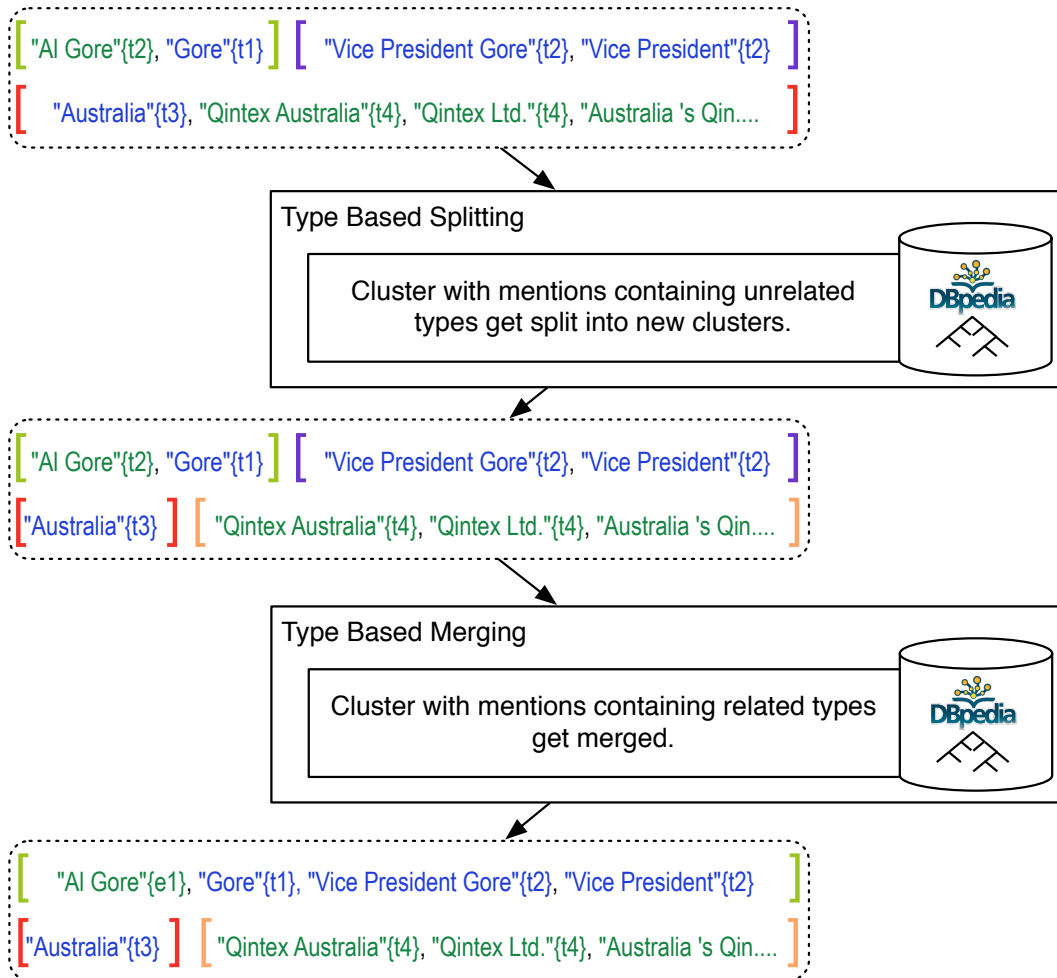 "Al Gore"{t2}, "Gore"{t1} "Vice President Gore"{t2}, "Vice President"{t2}
"Australia"{t3}, "Qintex Australia"{t4}, "Qintex Ltd."{t4}, "Australia 's Qin....
Type Based Splitting
Cluster with mentions containing unrelated
types get split into new clusters.
DBpedia
"Al Gore"{t2}, "Gore"{t1} "Vice President Gore"{t2}, "Vice President"{t2}
"Australia"{t3} "Qintex Australia"{t4}, "Qintex Ltd."{t4}, "Australia 's Qin....
Type Based Merging
Cluster with mentions containing related types
get merged.
DBpedia
"Al Gore"{e1}, "Gore"{t1}, "Vice President Gore"{t2}, "Vice President"{t2}
"Australia"{t3} "Qintex Australia"{t4}, "Qintex Ltd."{t4}, "Australia 's Qin....